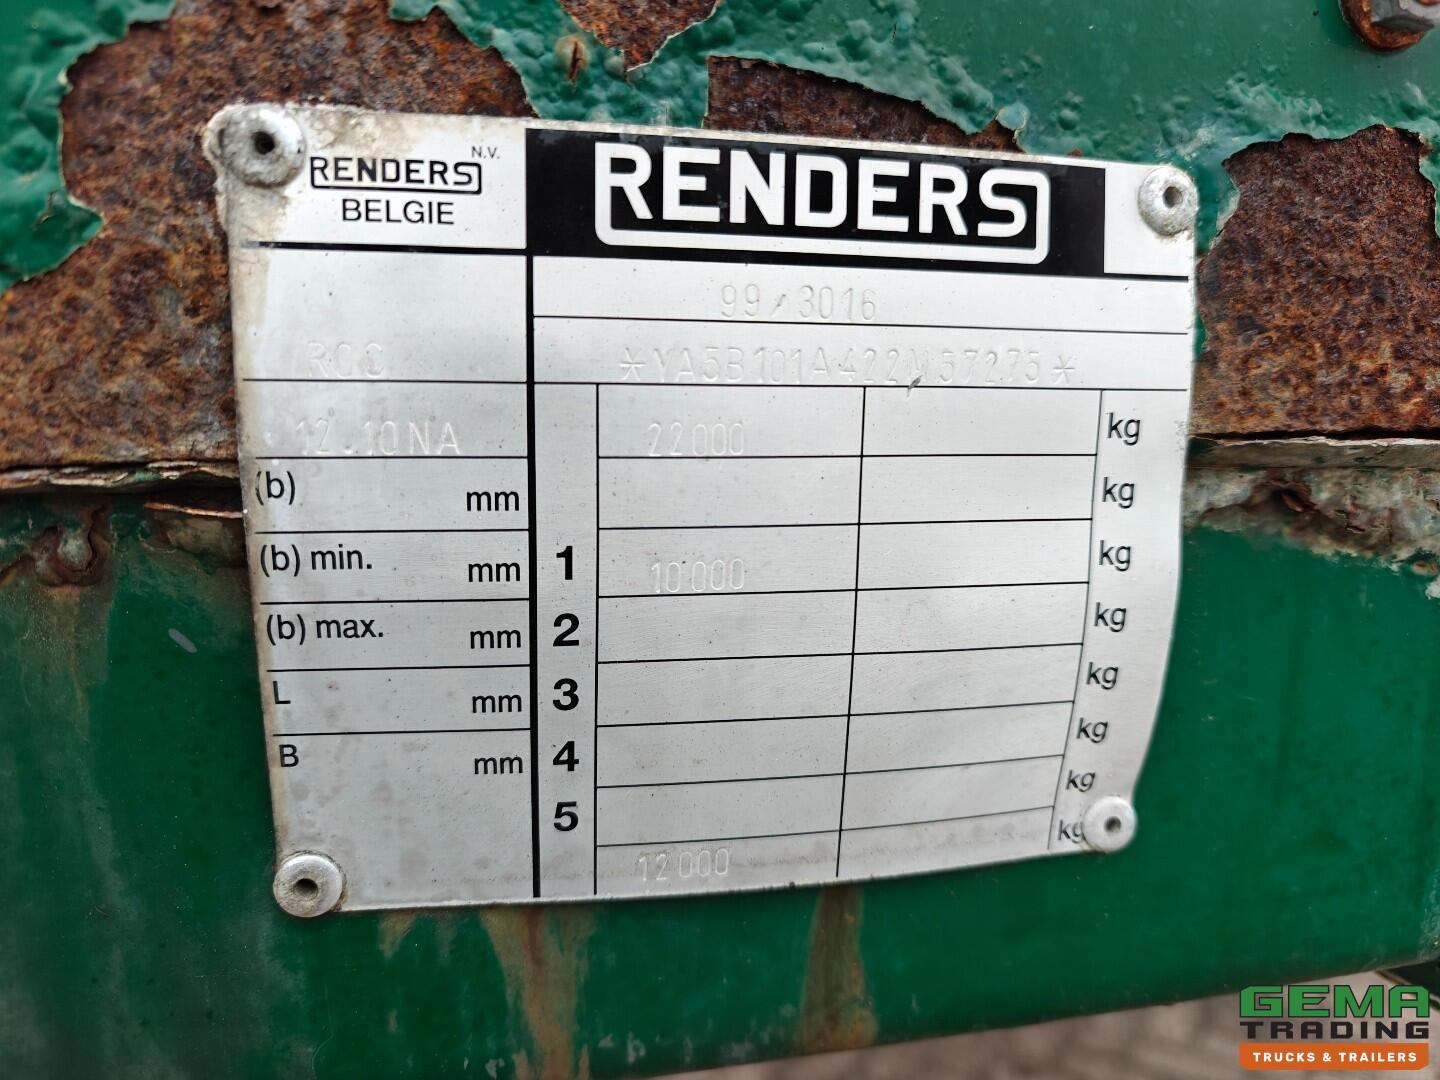 RENDERS N.V.
BELGIE
RENDERS
99/3016
*YA5B101A422M57275*
12.10NA
22000 kg
(b) mm
kg
(b) min. mm
1 10000 kg
(b) max. mm
2 kg
L mm
3 kg
B mm
4 kg
5 kg
12000 kg
GEMA
TRADING
TRUCKS & TRAILERS